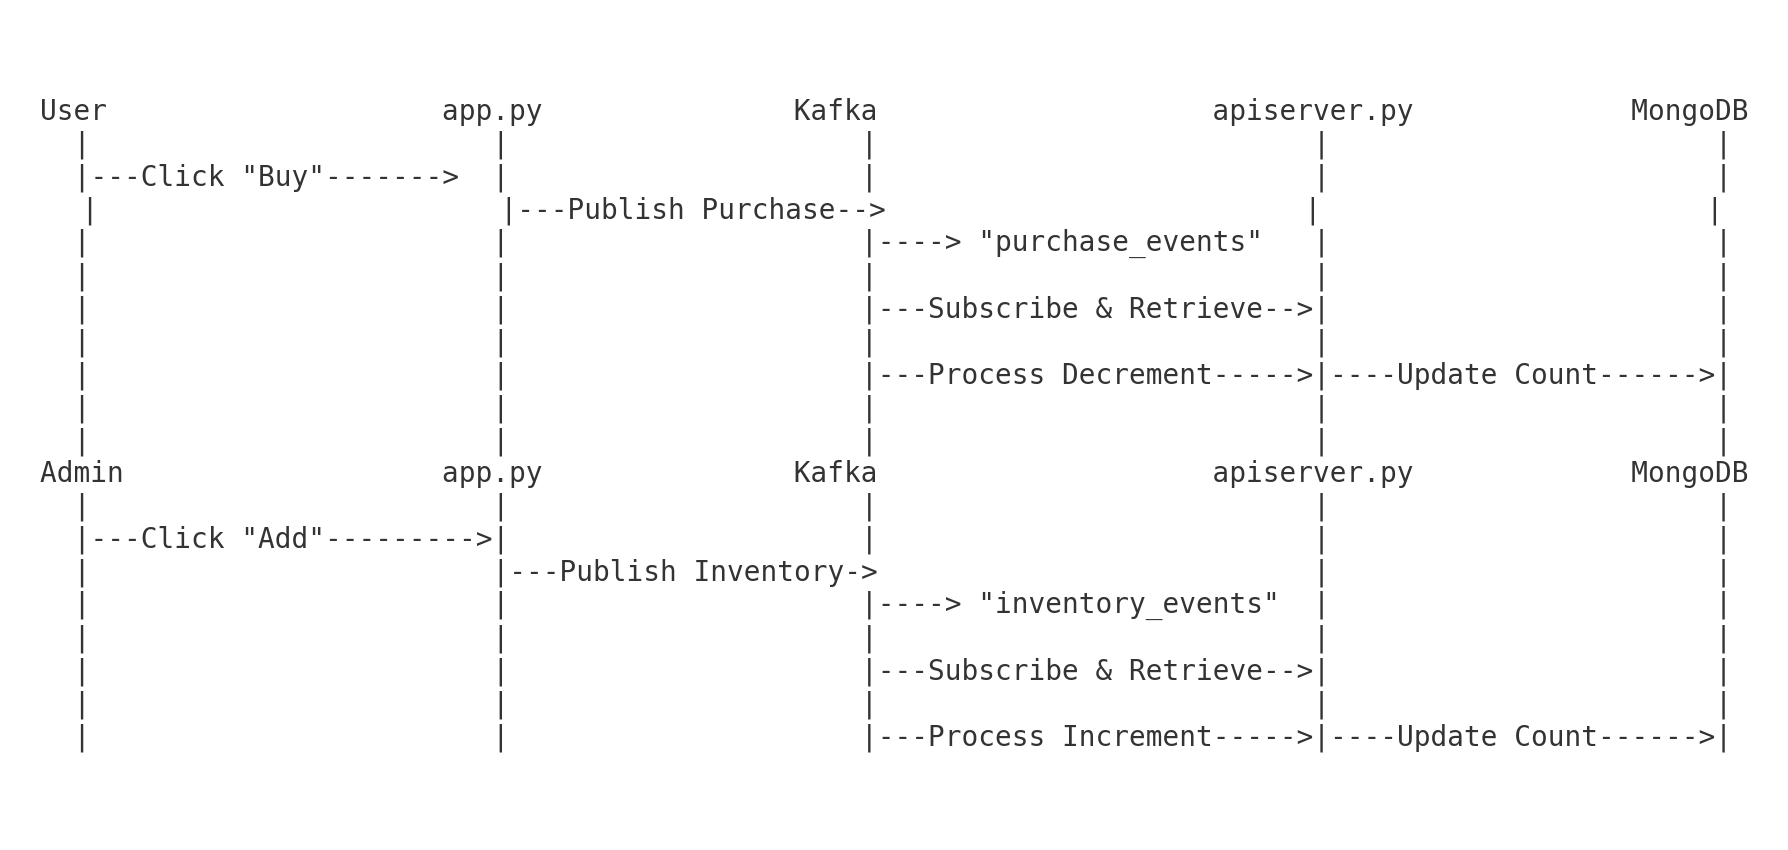 User                    app.py               Kafka                    apiserver.py             MongoDB
     |                                                 |                                           |                                                     |                                               |
     |---Click "Buy"------->  |                                           |                                                     |                                               |
     |                                                 |---Publish Purchase-->                                                   |                                               |
     |                                                 |                                           |----> "purchase_events"   |                                               |
     |                                                 |                                           |                                                     |                                               |
     |                                                 |                                           |---Subscribe & Retrieve-->|                                               |
     |                                                 |                                           |                                                     |                                               |
     |                                                 |                                           |---Process Decrement----->|----Update Count------>|
     |                                                 |                                           |                                                     |                                               |
     |                                                 |                                           |                                                     |                                               |
Admin                   app.py               Kafka                    apiserver.py             MongoDB
     |                                                 |                                           |                                                     |                                               |
     |---Click "Add"--------->|                                           |                                                     |                                               |
     |                                                 |---Publish Inventory->                                                   |                                               |
     |                                                 |                                           |----> "inventory_events"  |                                               |
     |                                                 |                                           |                                                     |                                               |
     |                                                 |                                           |---Subscribe & Retrieve-->|                                               |
     |                                                 |                                           |                                                     |                                               |
     |                                                 |                                           |---Process Increment----->|----Update Count------>|